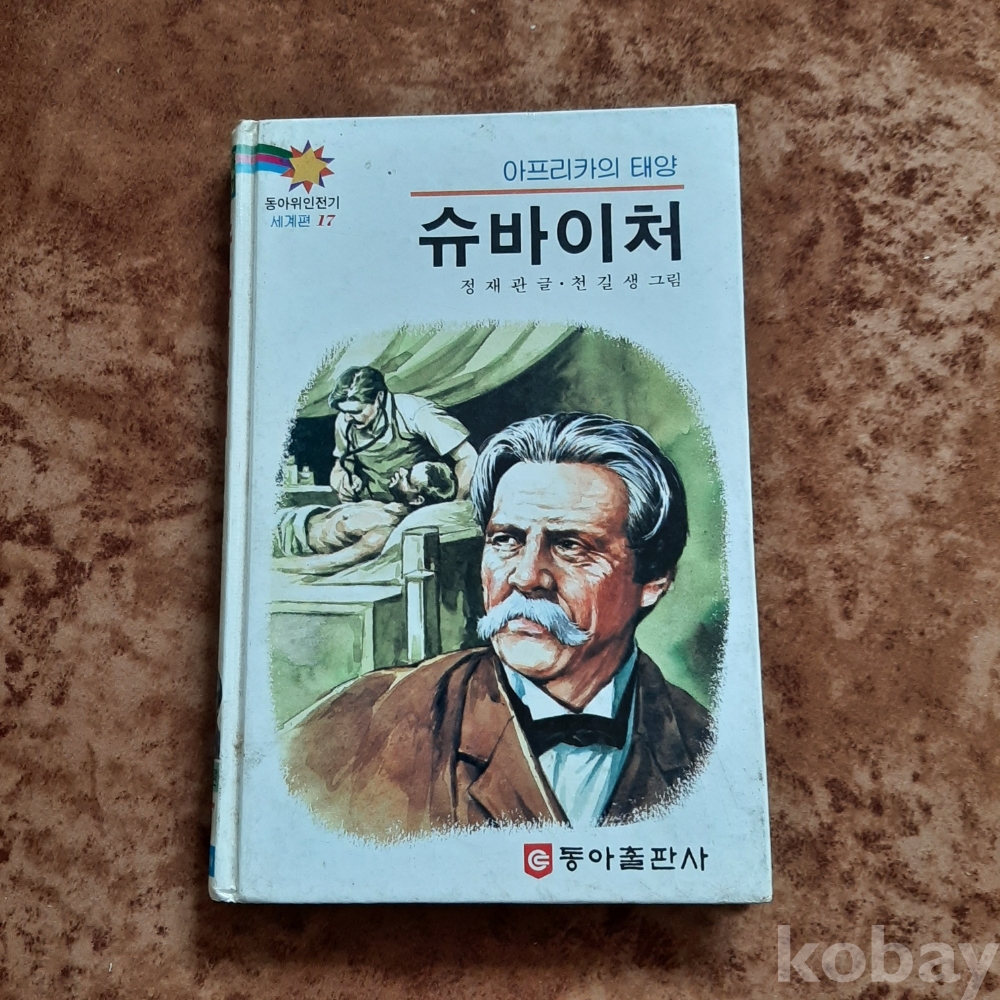 아프리카의 태양
동아위인전기
세계편 17
슈바이처
정재관 글·천길생 그림
동아출판사
kobay